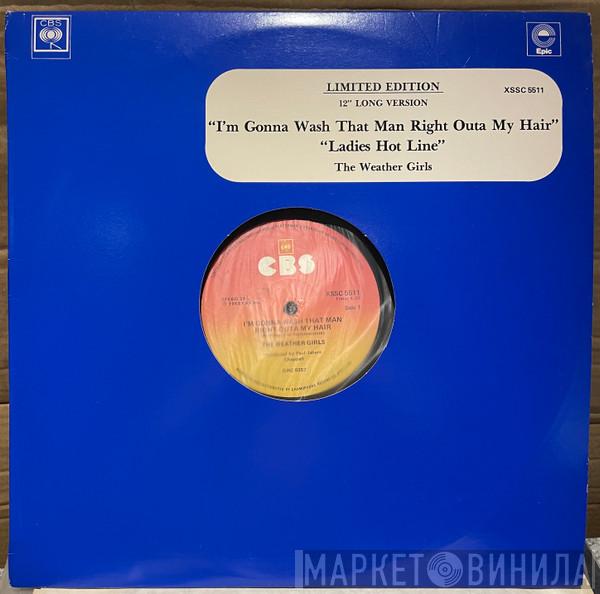 CBS
Epic
LIMITED EDITION
XSSC 5511
12" LONG VERSION
"I'm Gonna Wash That Man Right Outa My Hair"
"Ladies Hot Line"
The Weather Girls
CBS
XSSC 5511
Side 1
I'M GONNA WASH THAT MAN
RIGHT OUTA MY HAIR
THE WEATHER GIRLS
МАРКЕТ ВИНИЛА